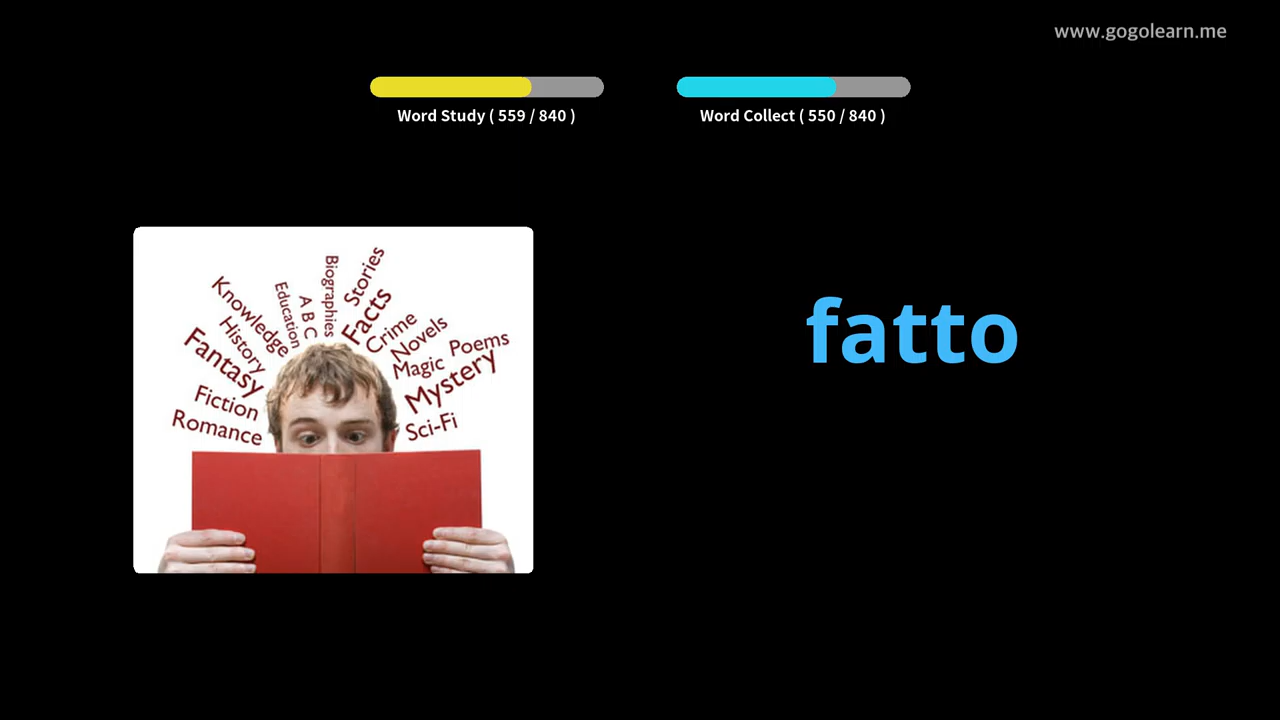 www.gogolearn.me
Word Study ( 559 / 840 )
Word Collect ( 550 / 840 )
Biographies
Stories
Education
A B C
Facts
Knowledge
Crime
History
Novels
Fantasy
Magic
Poems
Mystery
Fiction
Romance
Sci-Fi
fatto